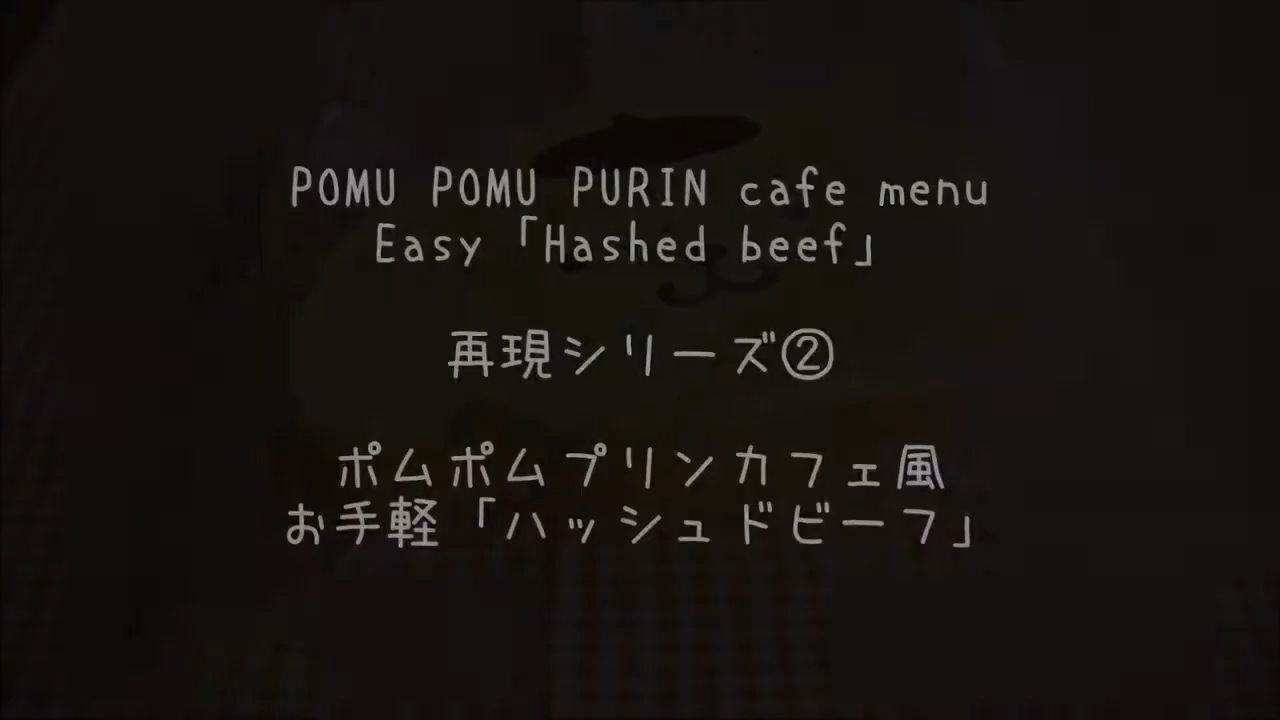 POMU POMU PURIN cafe menu
Easy「Hashed beef」
再現シリーズ②
ポムポムプリンカフェ風
お手軽「ハッシュドビーフ」